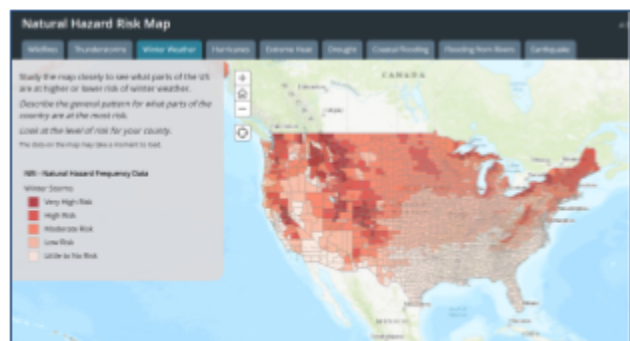 Natural Hazard Risk Map
Wildfires Thunderstorms Winter Weather Hurricanes Extreme Heat Drought Coastal Flooding Flooding from Rivers Earthquake
Study the map closely to see what parts of the US
are at higher or lower risk of winter weather.
Describe the general pattern for what parts of the
country are at the most risk.
Look at the level of risk for your county.
The data on the map may take a moment to load.
NRI - Natural Hazard Frequency Data
Winter Storms
Very High Risk
High Risk
Moderate Risk
Low Risk
Little to No Risk
CANADA
MEXICO